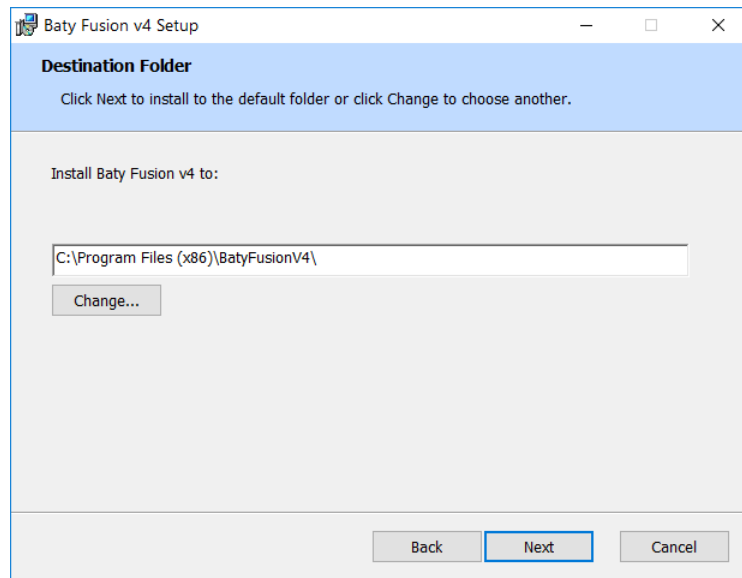 Baty Fusion v4 Setup
Destination Folder
Click Next to install to the default folder or click Change to choose another.
Install Baty Fusion v4 to:
C:\Program Files (x86)\BatyFusionV4\
Change...
Back Next Cancel